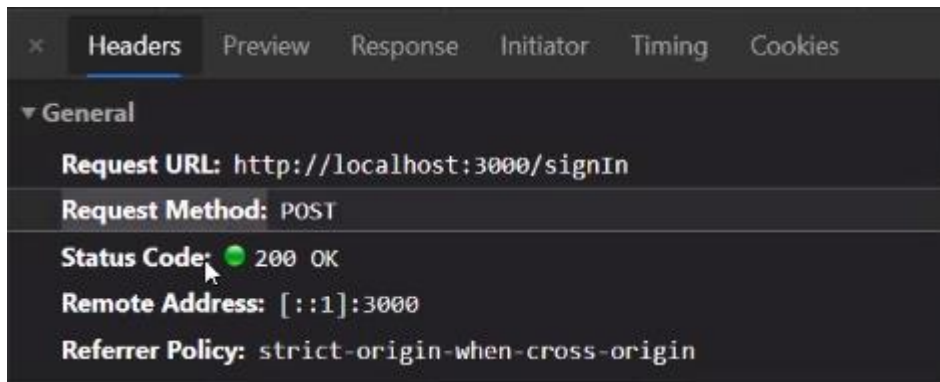 × Headers Preview Response Initiator Timing Cookies
▼ General
Request URL: http://localhost:3000/signIn
Request Method: POST
Status Code: 200 OK
Remote Address: [::1]:3000
Referrer Policy: strict-origin-when-cross-origin